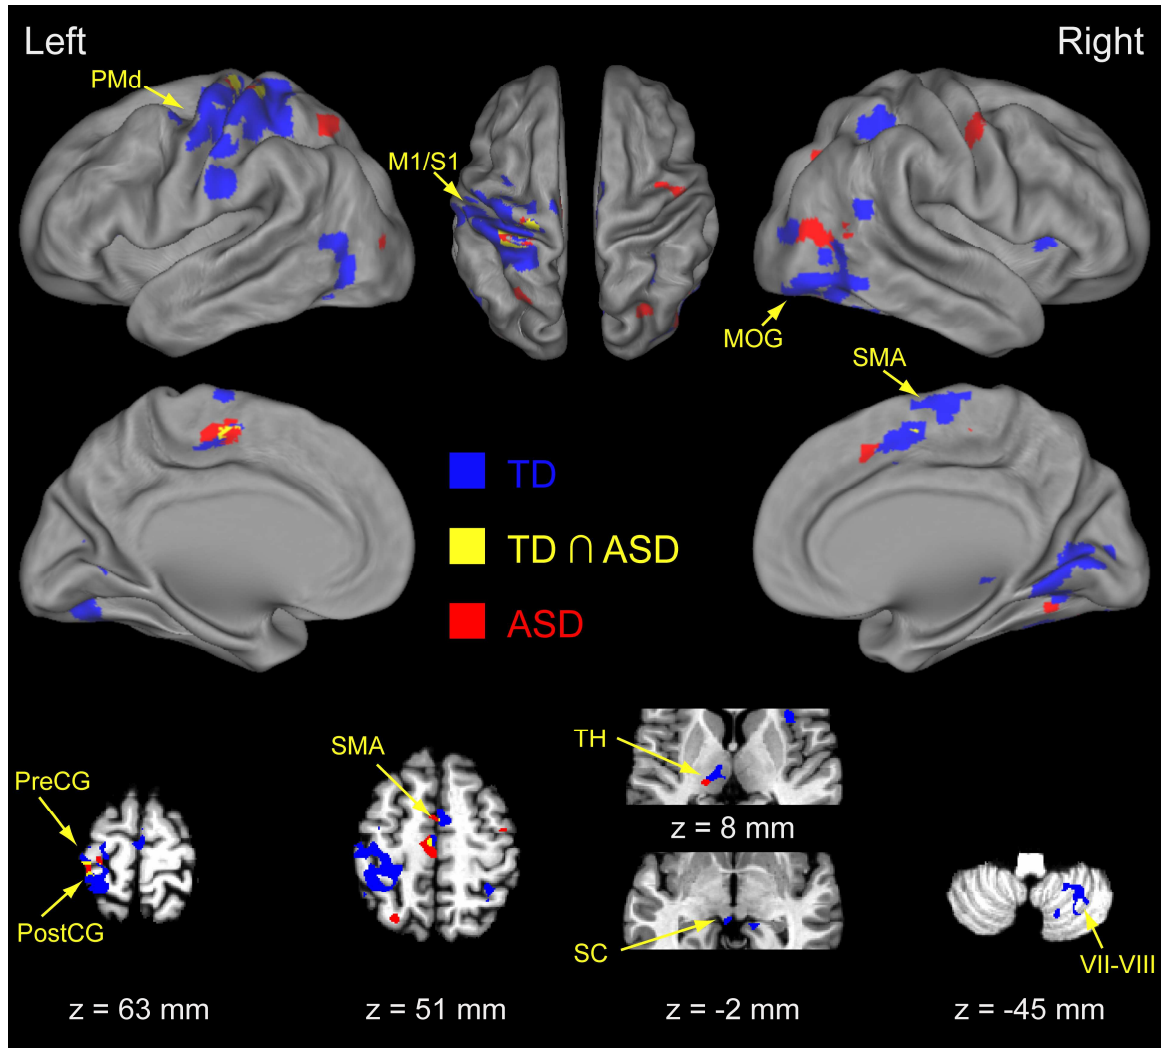 Left
Right
PMd
M1/S1
MOG
SMA
TD
TD ∩ ASD
ASD
SMA
TH
PreCG
z = 8 mm
PostCG
SC
VII-VIII
z = 63 mm
z = 51 mm
z = -2 mm
z = -45 mm